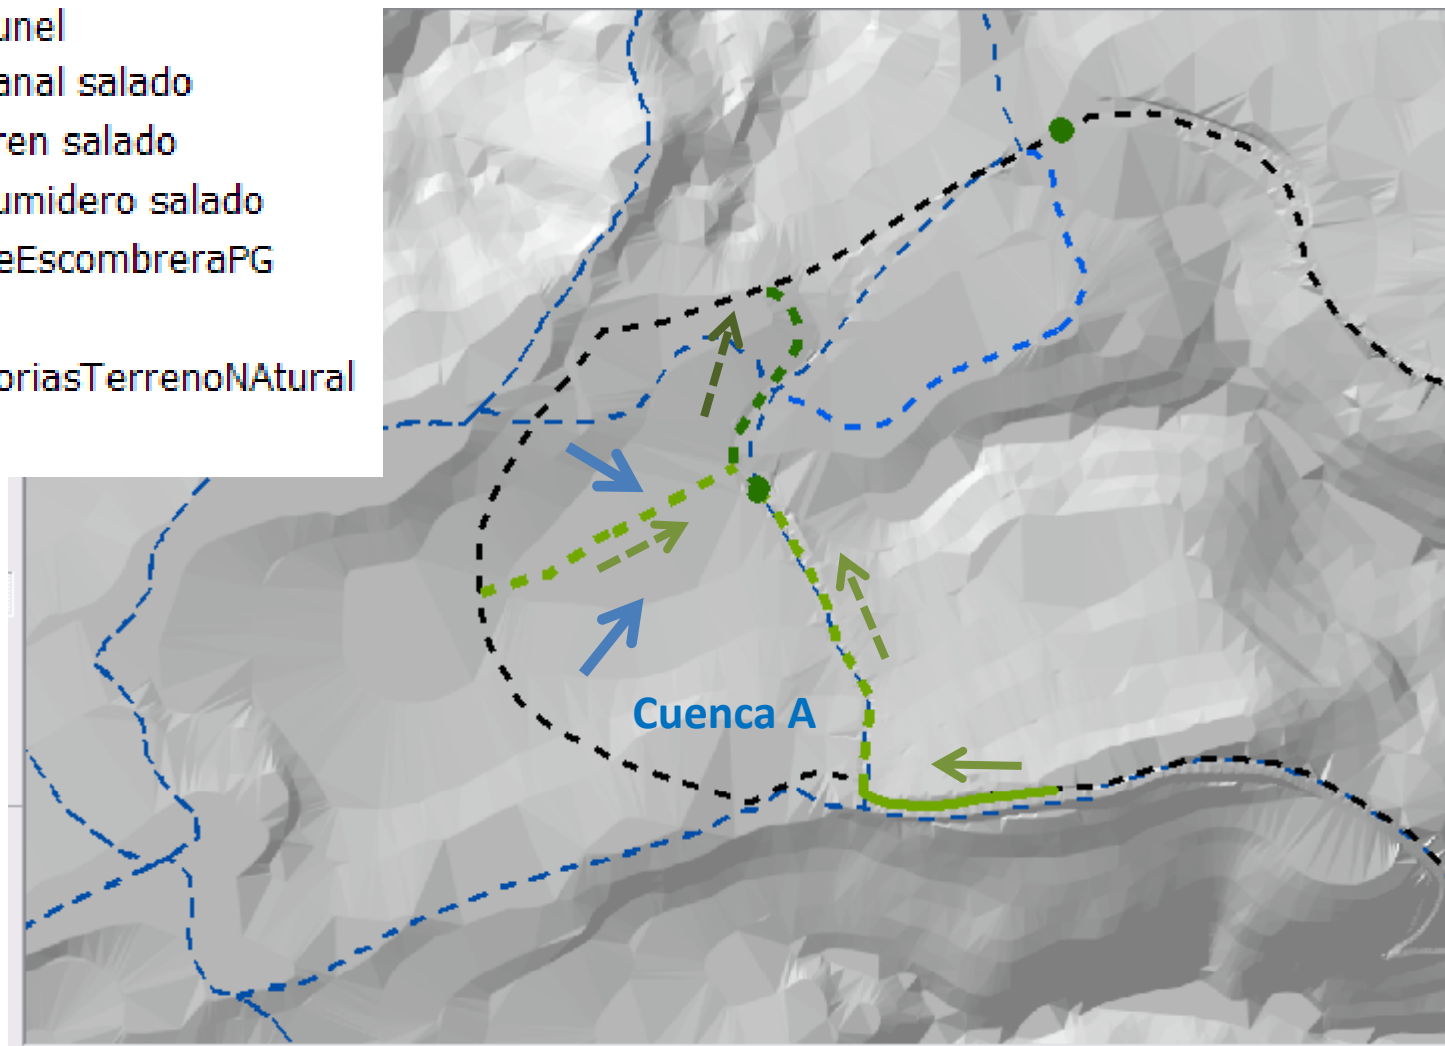 unel
anal salado
ren salado
umidero salado
eEscombreraPG
oriasTerrenoNAtural
Cuenca A